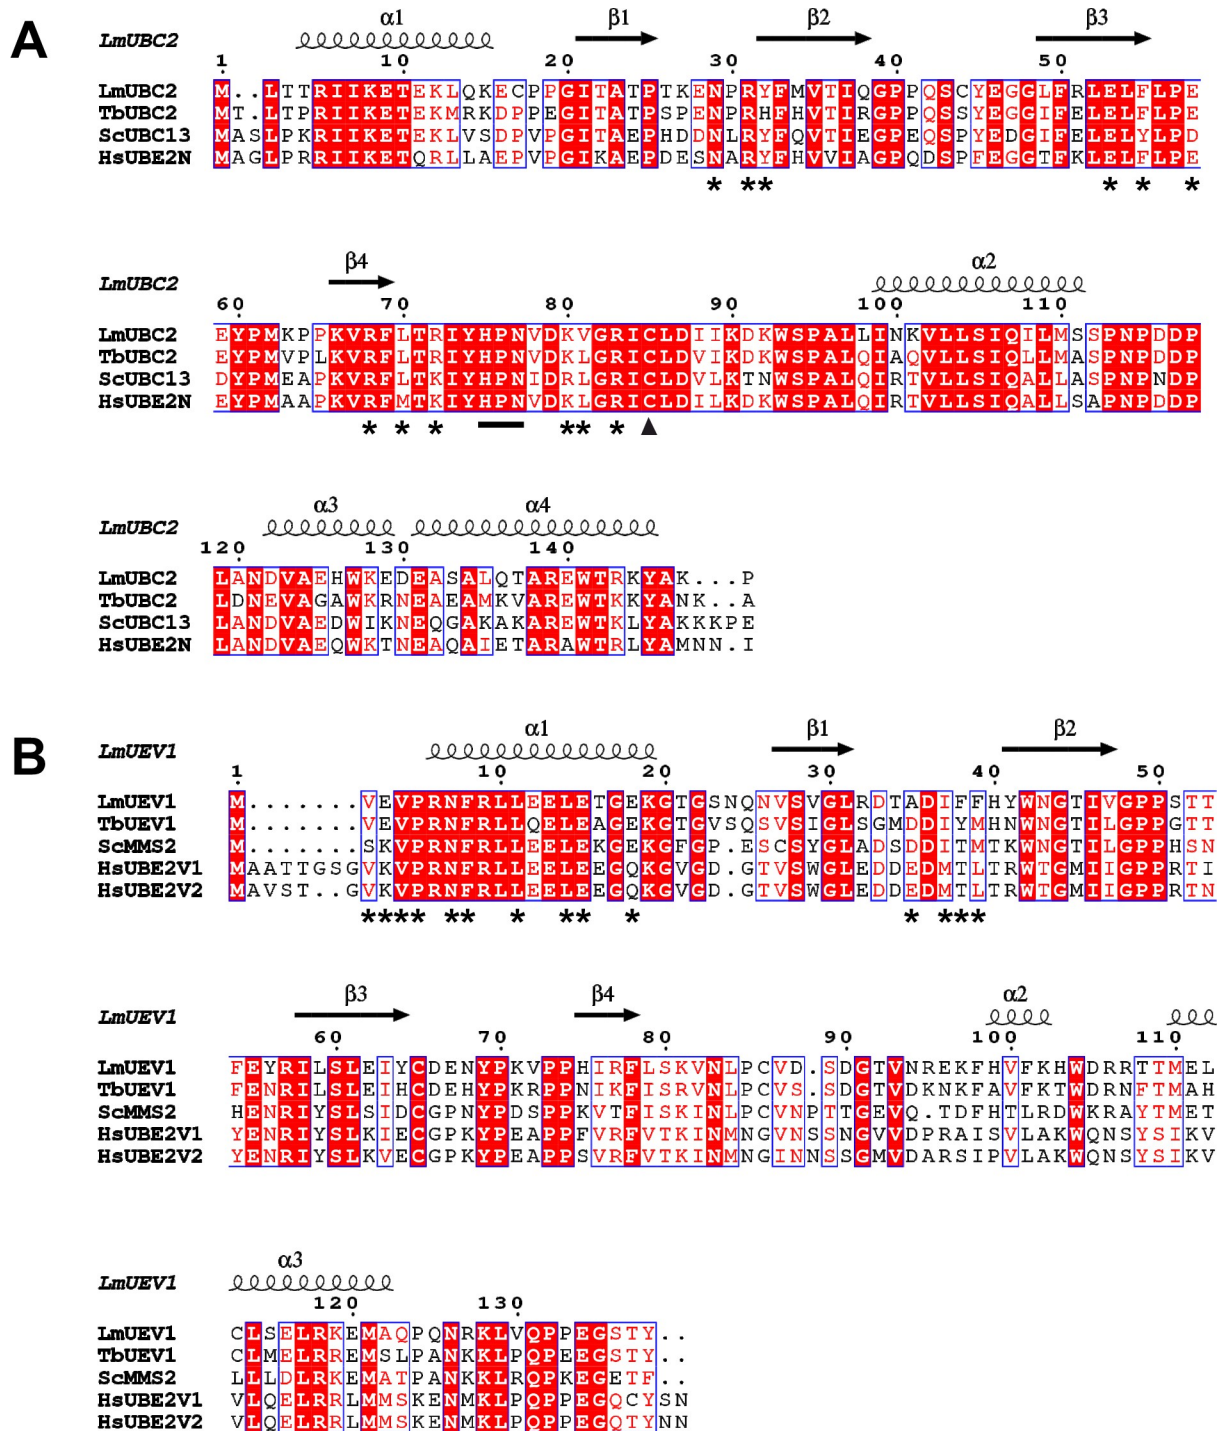 A
LmUBC2 α1 β1 β2 β3
1 10 20 30 40 50
LmUBC2 M..LTTRIIKETEKLQKECPPGITATPTKENPRYFMVTIQGPPQSCYEGGLFRLELFLPE
TbUBC2 MT.LTPRIIKETEKMRKDPPEGITATPSPENPRHFHVTIRGPPQSSYEGGIFELELFLPE
ScUBC13 MASLPKRIIKETEKLVSDPVPGITAEPHDDNLRYFQVTIEGPEQSPYEDGIFELELYLPD
HsUBE2N MAGLPRRIIKETQRLLAEPVPGIKAEPDESNARYFHVVIAGPQDSPFEGGTFKLELFLPE
* ** * * *
LmUBC2 β4 α2
60 70 80 90 100 110
LmUBC2 EYPMKPPKVRFLTRIYHPNVDKVGRICLDIIKDKWSPALLINKVLLSIQILMSSPNPDDP
TbUBC2 EYPMVPLKVRFLTRIYHPNVDKLGRICLDVIKDKWSPALQIAQVLLSIQLLMASPNPDDP
ScUBC13 DYPMEAPKVRFLTKIYHPNIDRLGRICLDVLKTNWSPALQIRTVLLSIQALLASPNPNDP
HsUBE2N EYPMAAPKVRFMTKIYHPNVDKLGRICLDILKDKWSPALQIRTVLLSIQALLSAPNPDDP
* * * ** * ▲
LmUBC2 α3 α4
120 130 140
LmUBC2 LANDVAEHWKEDEASALQTAREWTRKYAK...P
TbUBC2 LDNEVAGAWKRNEAEAMKVAREWTKKYANK..A
ScUBC13 LANDVAEDWIKNEQGAKAKAREWTKLYAKKKPE
HsUBE2N LANDVAEQWKTNEAQAIETARAWTRLYAMNN.I
B
LmUEV1 α1 β1 β2
1 10 20 30 40 50
LmUEV1 M.......VEVPRNFRLLEELETGEKGTGSNQNVSVGLRDTADIFFHYWNGTIVGPPSTT
TbUEV1 M.......VEVPRNFRLLQELEAGEKGTGVSQSVSIGLSGMDDIYMHNWNGTILGPPGTT
ScMMS2 M.......SKVPRNFRLLEELEKGEKGFGP.ESCSYGLADSDDITMTKWNGTILGPPHSN
HsUBE2V1 MAATTGSGVKVPRNFRLLEELEEGQKGVGD.GTVSWGLEDDEDMTLTRWTGMIIGPPRTI
HsUBE2V2 MAVST..GVKVPRNFRLLEELEEGQKGVGD.GTVSWGLEDDEDMTLTRWTGMIIGPPRTN
**** ** * ** * * ***
LmUEV1 β3 β4 α2
60 70 80 90 100 110
LmUEV1 FEYRILSLEIYCDENYPKVPPHIRFLSKVNLPCVD.SDGTVNREKFHVFKHWDRRTTMEL
TbUEV1 FENRILSLEIHCDEHYPKRPPNIRFISRVNLPCVS.SDGTVDKNKFAVFKTWDRNFTMAH
ScMMS2 HENRIYSLSIDCGPNYPDSPPKVTFISKINLPCVNPTTGEVQ.TDFHTLRDWKRAYTMET
HsUBE2V1 YENRIYSLKIECGPKYPEAPPFVRFVTKINMNGVNSSNGVVDPRAISVLAKWQNSYSIKV
HsUBE2V2 YENRIYSLKVECGPKYPEAPPSVRFVTKINMNGINNSSGMVDARSIPVLAKWQNSYSIKV
LmUEV1 α3
120 130
LmUEV1 CLSELRKEMAQPQNRKLVQPPEGSTY..
TbUEV1 CLMELRREMSLPANKKLPQPEEGSTY..
ScMMS2 LLLDLRKEMATPANKKLRQPKEGETF..
HsUBE2V1 VLQELRRLMMSKENMKLPQPPEGQCYSN
HsUBE2V2 VLQELRRLMMSKENMKLPQPPEGQTYNN